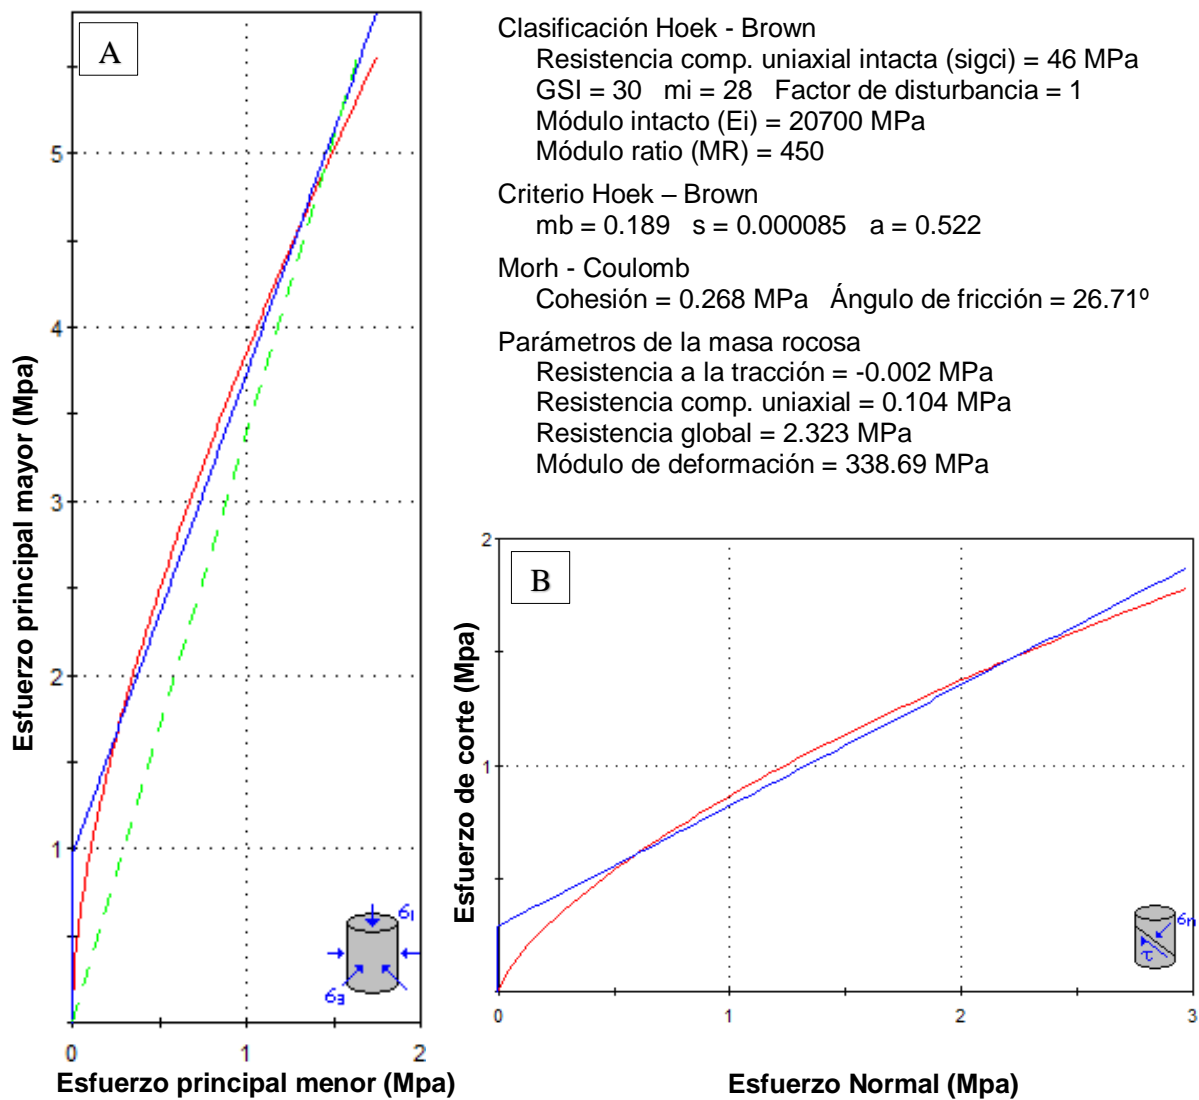 A
Clasificación Hoek - Brown
Resistencia comp. uniaxial intacta (sigci) = 46 MPa
GSI = 30 mi = 28 Factor de disturbancia = 1
Módulo intacto (Ei) = 20700 MPa
Módulo ratio (MR) = 450
Criterio Hoek – Brown
mb = 0.189 s = 0.000085 a = 0.522
Morh - Coulomb
Cohesión = 0.268 MPa Ángulo de fricción = 26.71º
Parámetros de la masa rocosa
Resistencia a la tracción = -0.002 MPa
Resistencia comp. uniaxial = 0.104 MPa
Resistencia global = 2.323 MPa
Módulo de deformación = 338.69 MPa
Esfuerzo principal mayor (Mpa)
5
4
3
2
1
0 1 2
Esfuerzo principal menor (Mpa)
σ1
σ3
B
Esfuerzo de corte (Mpa)
2
1
0 1 2 3
Esfuerzo Normal (Mpa)
σn
τ